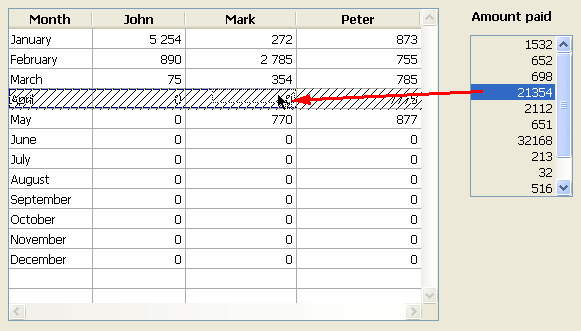 Month John Mark Peter
January 5 254 272 873
February 890 2 785 755
March 75 354 785
April 0
May 0 770 877
June 0 0 0
July 0 0 0
August 0 0 0
September 0 0 0
October 0 0 0
November 0 0 0
December 0 0 0
Amount paid
1532
652
698
21354
2112
651
32168
213
32
516